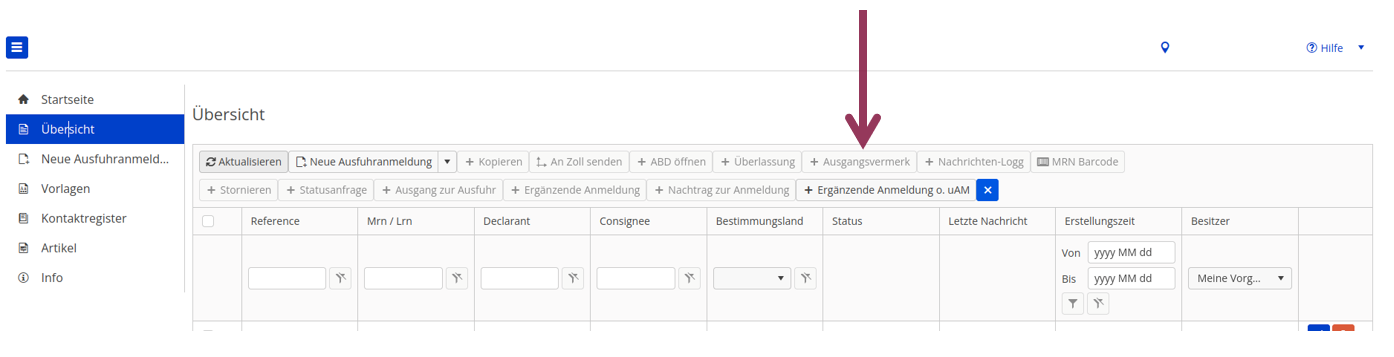 Hilfe
Startseite
Übersicht
Neue Ausfuhranmeld...
Vorlagen
Kontaktregister
Artikel
Info
Übersicht
Aktualisieren Neue Ausfuhranmeldung + Kopieren An Zoll senden + ABD öffnen + Überlassung + Ausgangsvermerk + Nachrichten-Logg MRN Barcode
+ Stornieren + Statusanfrage + Ausgang zur Ausfuhr + Ergänzende Anmeldung + Nachtrag zur Anmeldung + Ergänzende Anmeldung o. uAM
Reference Mrn / Lrn Declarant Consignee Bestimmungsland Status Letzte Nachricht Erstellungszeit Besitzer
Von yyyy MM dd
Bis yyyy MM dd Meine Vorg...